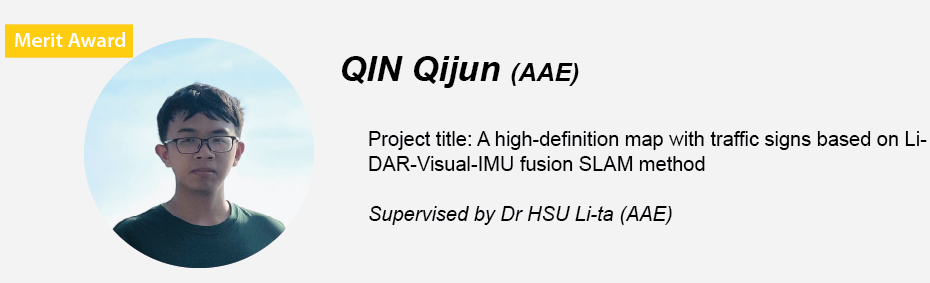 Merit Award
QIN Qijun (AAE)
Project title: A high-definition map with traffic signs based on Li-
DAR-Visual-IMU fusion SLAM method
Supervised by Dr HSU Li-ta (AAE)